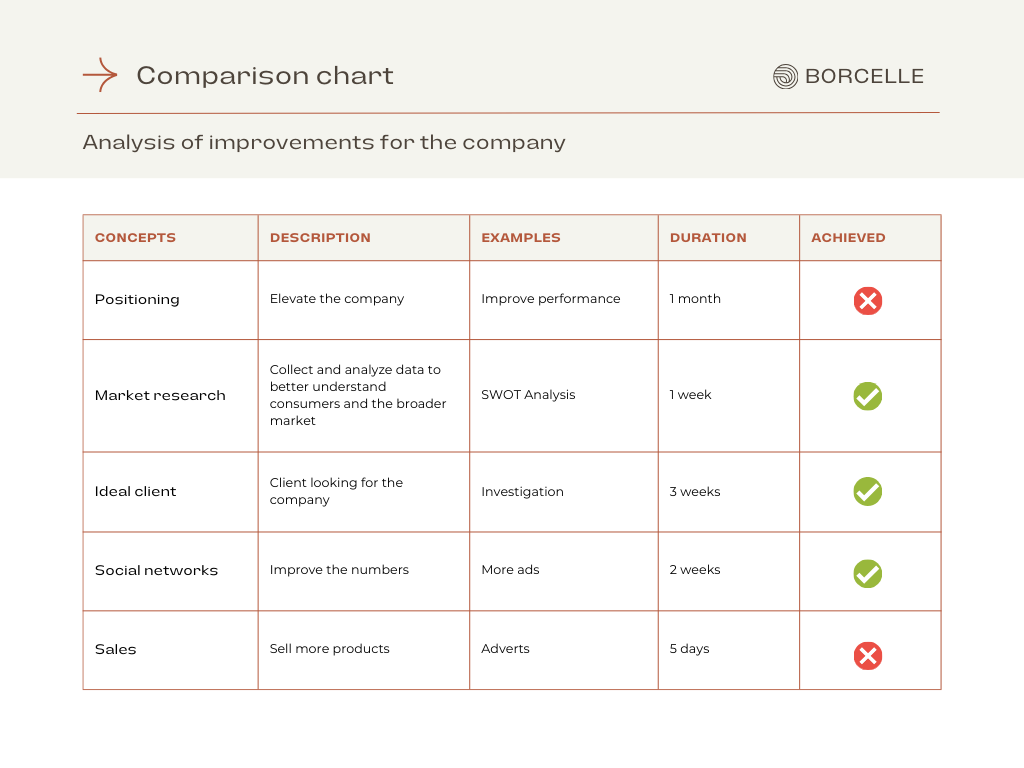 Comparison chart
BORCELLE
Analysis of improvements for the company
CONCEPTS DESCRIPTION EXAMPLES DURATION ACHIEVED
Positioning Elevate the company Improve performance 1 month
Collect and analyze data to
better understand
Market research SWOT Analysis 1 week
consumers and the broader
market
Client looking for the
Ideal client Investigation 3 weeks
company
Social networks Improve the numbers More ads 2 weeks
Sales Sell more products Adverts 5 days